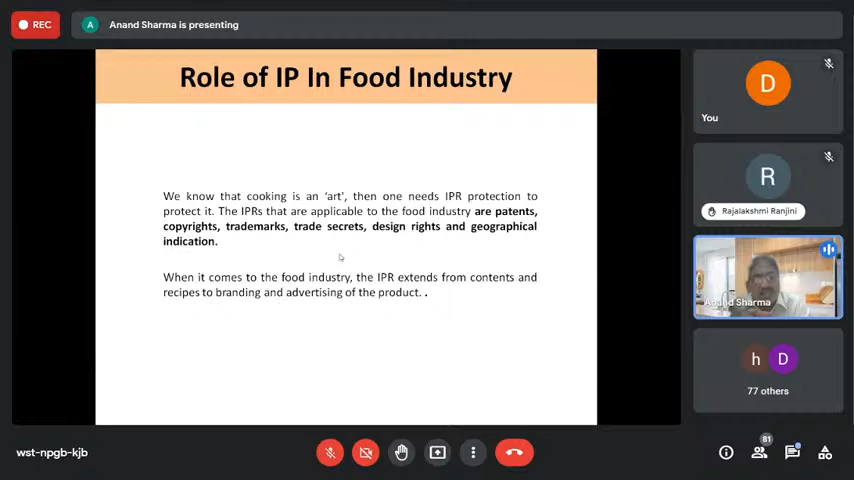 REC
A
Anand Sharma is presenting
Role of IP In Food Industry
We know that cooking is an ‘art', then one needs IPR protection to
protect it. The IPRs that are applicable to the food industry are patents,
copyrights, trademarks, trade secrets, design rights and geographical
indication.
When it comes to the food industry, the IPR extends from contents and
recipes to branding and advertising of the product. .
D
You
R
Rajalakshmi Ranjini
Anand Sharma
h D
77 others
wst-npgb-kjb
81